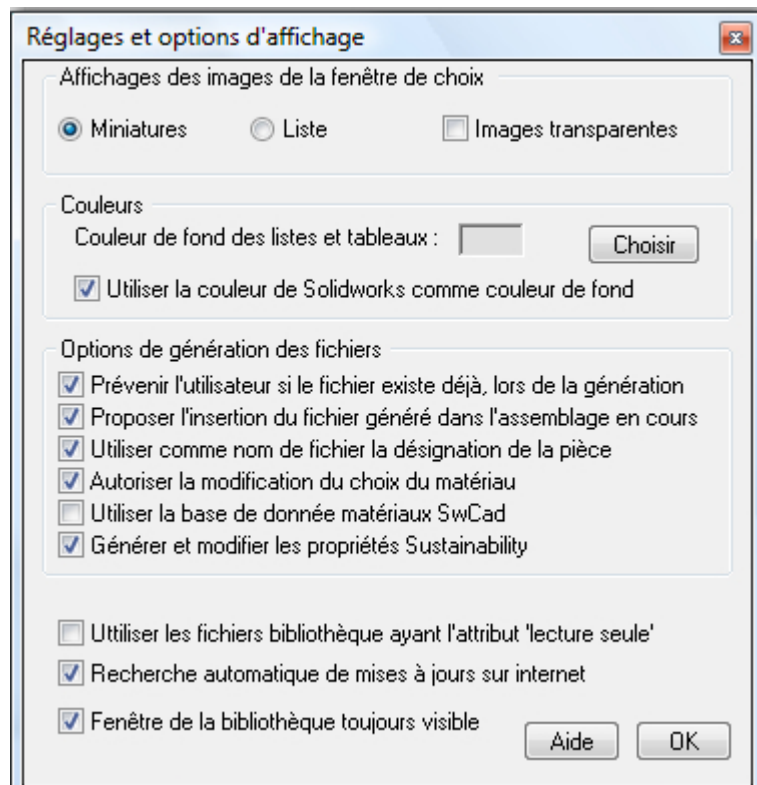 Réglages et options d'affichage
Affichages des images de la fenêtre de choix
Miniatures Liste Images transparentes
Couleurs
Couleur de fond des listes et tableaux : Choisir
Utiliser la couleur de Solidworks comme couleur de fond
Options de génération des fichiers
Prévenir l'utilisateur si le fichier existe déjà, lors de la génération
Proposer l'insertion du fichier généré dans l'assemblage en cours
Utiliser comme nom de fichier la désignation de la pièce
Autoriser la modification du choix du matériau
Utiliser la base de donnée matériaux SwCad
Générer et modifier les propriétés Sustainability
Uttiliser les fichiers bibliothèque ayant l'attribut 'lecture seule'
Recherche automatique de mises à jours sur internet
Fenêtre de la bibliothèque toujours visible
Aide OK